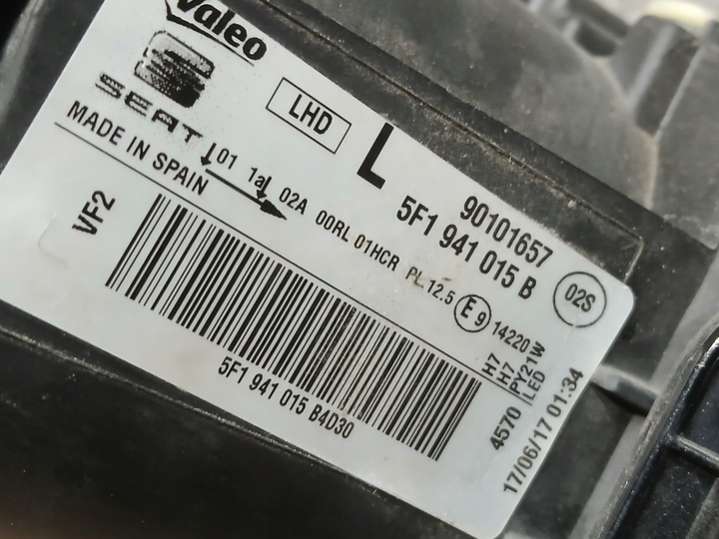 Valeo
SEAT
MADE IN SPAIN
LHD
L
90101657
5F1 941 015 B
02S
01 1a 02A 00RL 01HCR PL.12.5 E9 14220
VF2
H7
H7
PY21W
LED
5F1 941 015 B4D30
4570
17/06/17 01:34